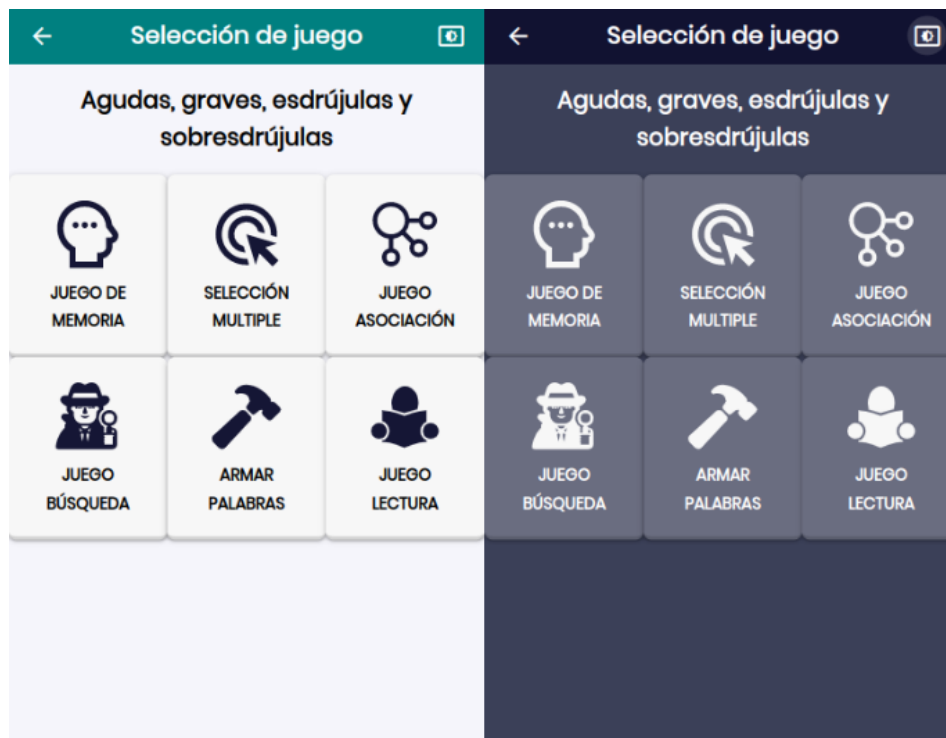 Selección de juego
Agudas, graves, esdrújulas y
sobresdrújulas
JUEGO DE
MEMORIA
SELECCIÓN
MULTIPLE
JUEGO
ASOCIACIÓN
JUEGO
BÚSQUEDA
ARMAR
PALABRAS
JUEGO
LECTURA
Selección de juego
Agudas, graves, esdrújulas y
sobresdrújulas
JUEGO DE
MEMORIA
SELECCIÓN
MULTIPLE
JUEGO
ASOCIACIÓN
JUEGO
BÚSQUEDA
ARMAR
PALABRAS
JUEGO
LECTURA